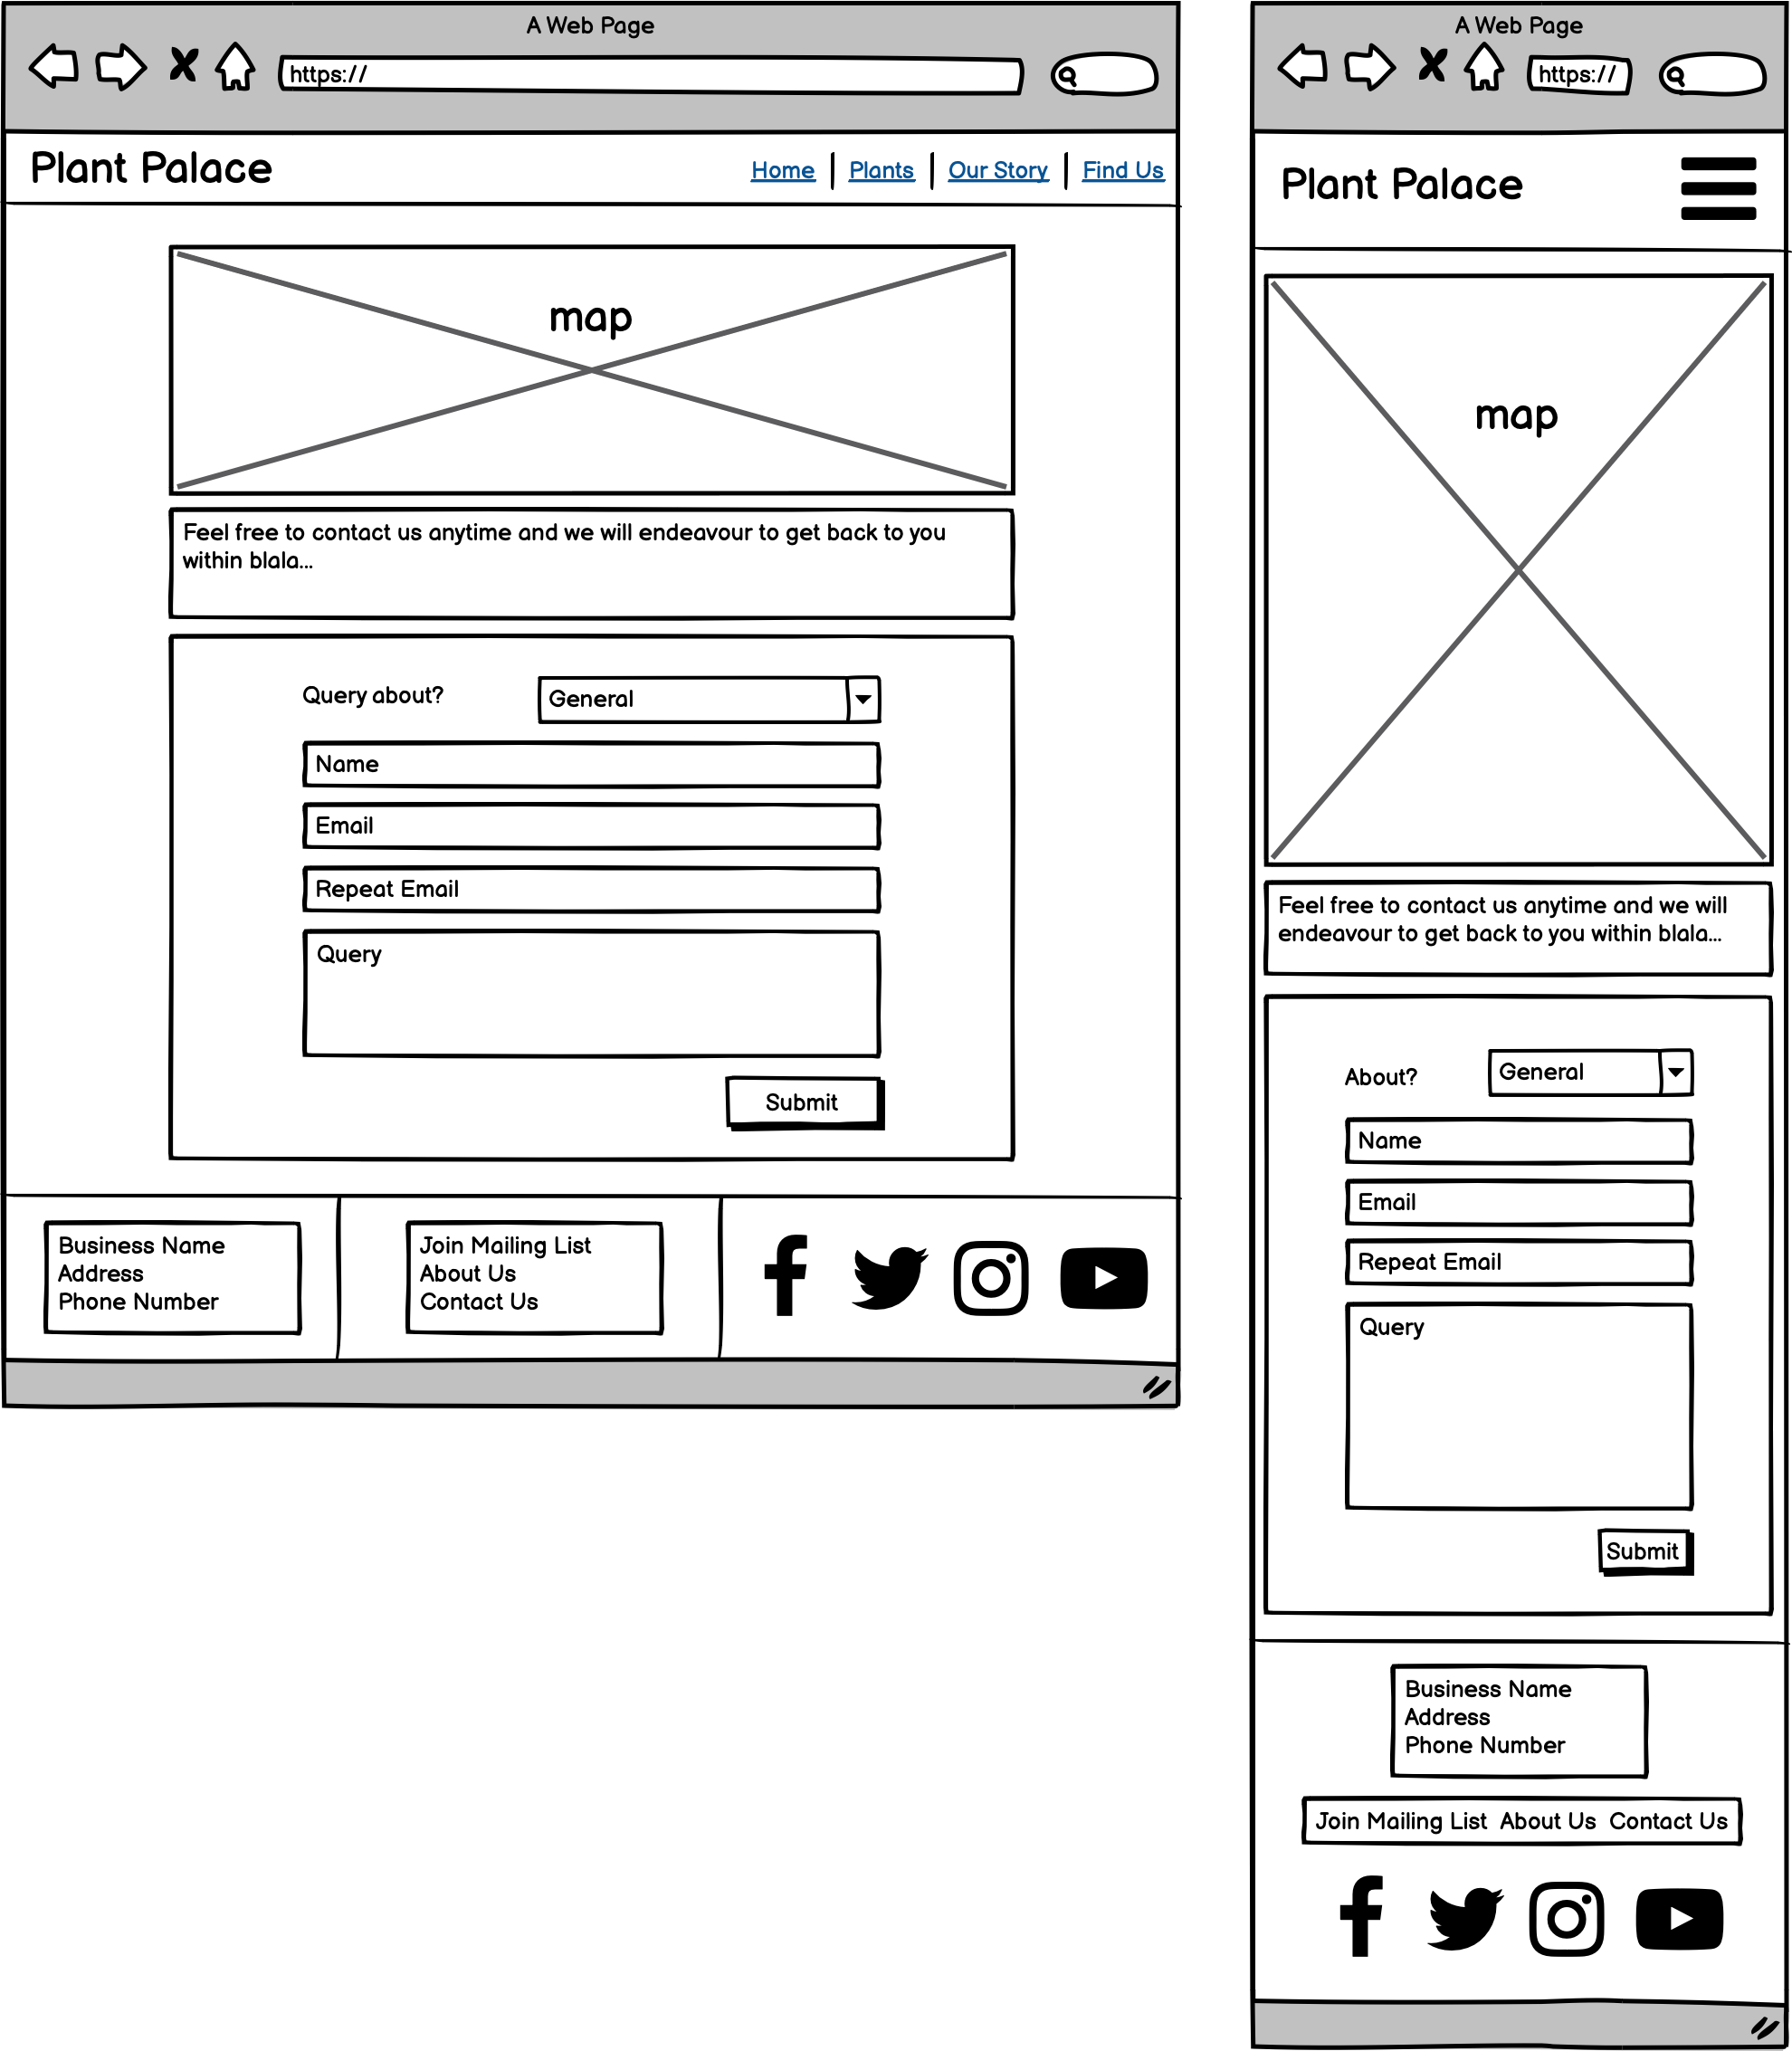 A Web Page
https://
Plant Palace
Home
Plants
Our Story
Find Us
map
Feel free to contact us anytime and we will endeavour to get back to you
within blala...
Query about?
General
Name
Email
Repeat Email
Query
Submit
Business Name
Address
Phone Number
Join Mailing List
About Us
Contact Us
A Web Page
https://
Plant Palace
map
Feel free to contact us anytime and we will
endeavour to get back to you within blala...
About?
General
Name
Email
Repeat Email
Query
Submit
Business Name
Address
Phone Number
Join Mailing List About Us Contact Us